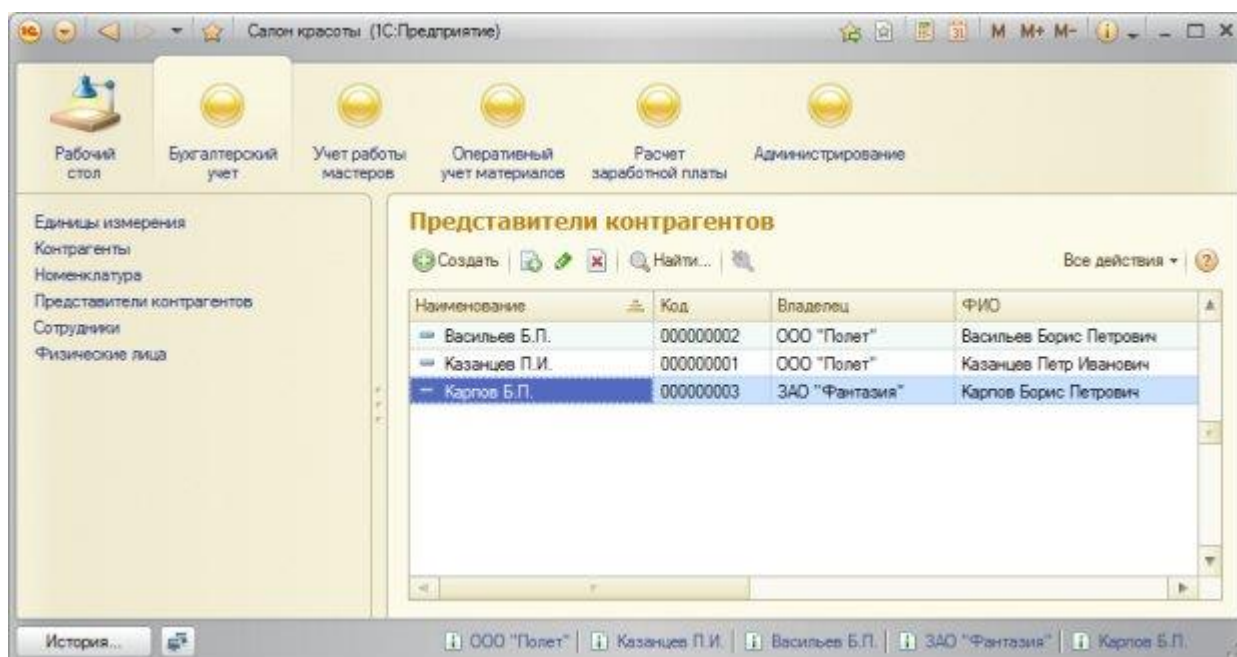 Салон красоты (1С:Предприятие)
31 M M+ M-
Рабочий стол
Бухгалтерский учет
Учет работы мастеров
Оперативный учет материалов
Расчет заработной платы
Администрирование
Единицы измерения
Контрагенты
Номенклатура
Представители контрагентов
Сотрудники
Физические лица
Представители контрагентов
Создать Найти... Все действия
Наименование Код Владелец ФИО
Васильев Б.П. 000000002 ООО "Полет" Васильев Борис Петрович
Казанцев П.И. 000000001 ООО "Полет" Казанцев Петр Иванович
Карпов Б.П. 000000003 ЗАО "Фантазия" Карпов Борис Петрович
История... ООО "Полет" Казанцев П.И. Васильев Б.П. ЗАО "Фантазия" Карпов Б.П.